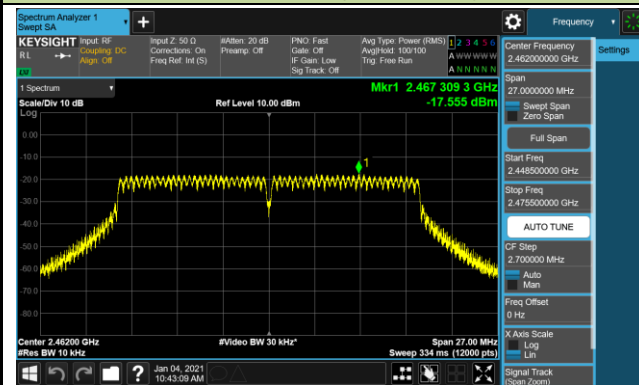 Spectrum Analyzer 1
Swept SA
Frequency
KEYSIGHT
RL
Input: RF
Coupling: DC
Align: Off
Input Z: 50 Ω
Corrections: On
Freq Ref: Int (S)
#Atten: 20 dB
Preamp: Off
PNO: Fast
Gate: Off
IF Gain: Low
Sig Track: Off
Avg Type: Power (RMS)
Avg|Hold: 100/100
Trig: Free Run
1 2 3 4 5 6
A W W W W W
A N N N N N
1 Spectrum
Scale/Div 10 dB
Log
Ref Level 10.00 dBm
Mkr1 2.467 309 3 GHz
-17.555 dBm
0.00
-10.0
-20.0
-30.0
-40.0
-50.0
-60.0
-70.0
-80.0
1
Center 2.46200 GHz
#Res BW 10 kHz
#Video BW 30 kHz*
Span 27.00 MHz
Sweep 334 ms (12000 pts)
Jan 04, 2021
10:43:09 AM
?
Center Frequency
2.462000000 GHz
Settings
Span
27.0000000 MHz
Swept Span
Zero Span
Full Span
Start Freq
2.448500000 GHz
Stop Freq
2.475500000 GHz
AUTO TUNE
CF Step
2.700000 MHz
Auto
Man
Freq Offset
0 Hz
X Axis Scale
Log
Lin
Signal Track
(Span Zoom)